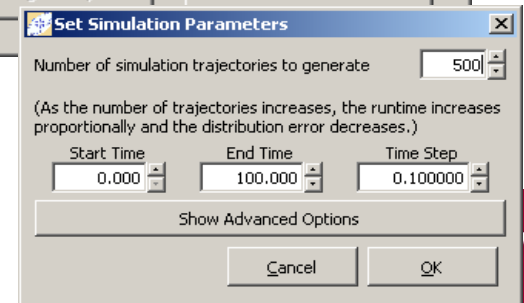 Set Simulation Parameters
Number of simulation trajectories to generate 500
(As the number of trajectories increases, the runtime increases
proportionally and the distribution error decreases.)
Start Time End Time Time Step
0.000 100.000 0.100000
Show Advanced Options
Cancel OK